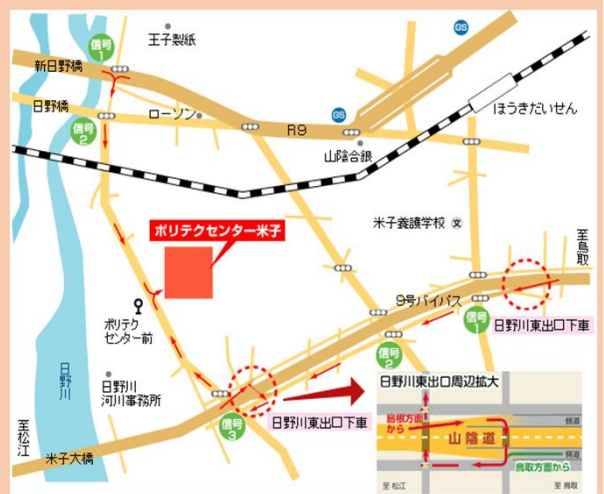 信号
1
王子製紙
GS
新日野橋
日野橋
信号
2
ローソン
R9
GS
山陰合銀
ほうきだいせん
ポリテクセンター米子
米子養護学校
文
至鳥取
9号バイパス
信号
1
日野川東出口下車
信号
2
ポリテク
センター前
日野川
日野川
河川事務所
至松江
米子大橋
信号
3
日野川東出口下車
日野川東出口周辺拡大
島根方面
から
山陰道
側道
側道
鳥取方面から
至 松江
至 鳥取